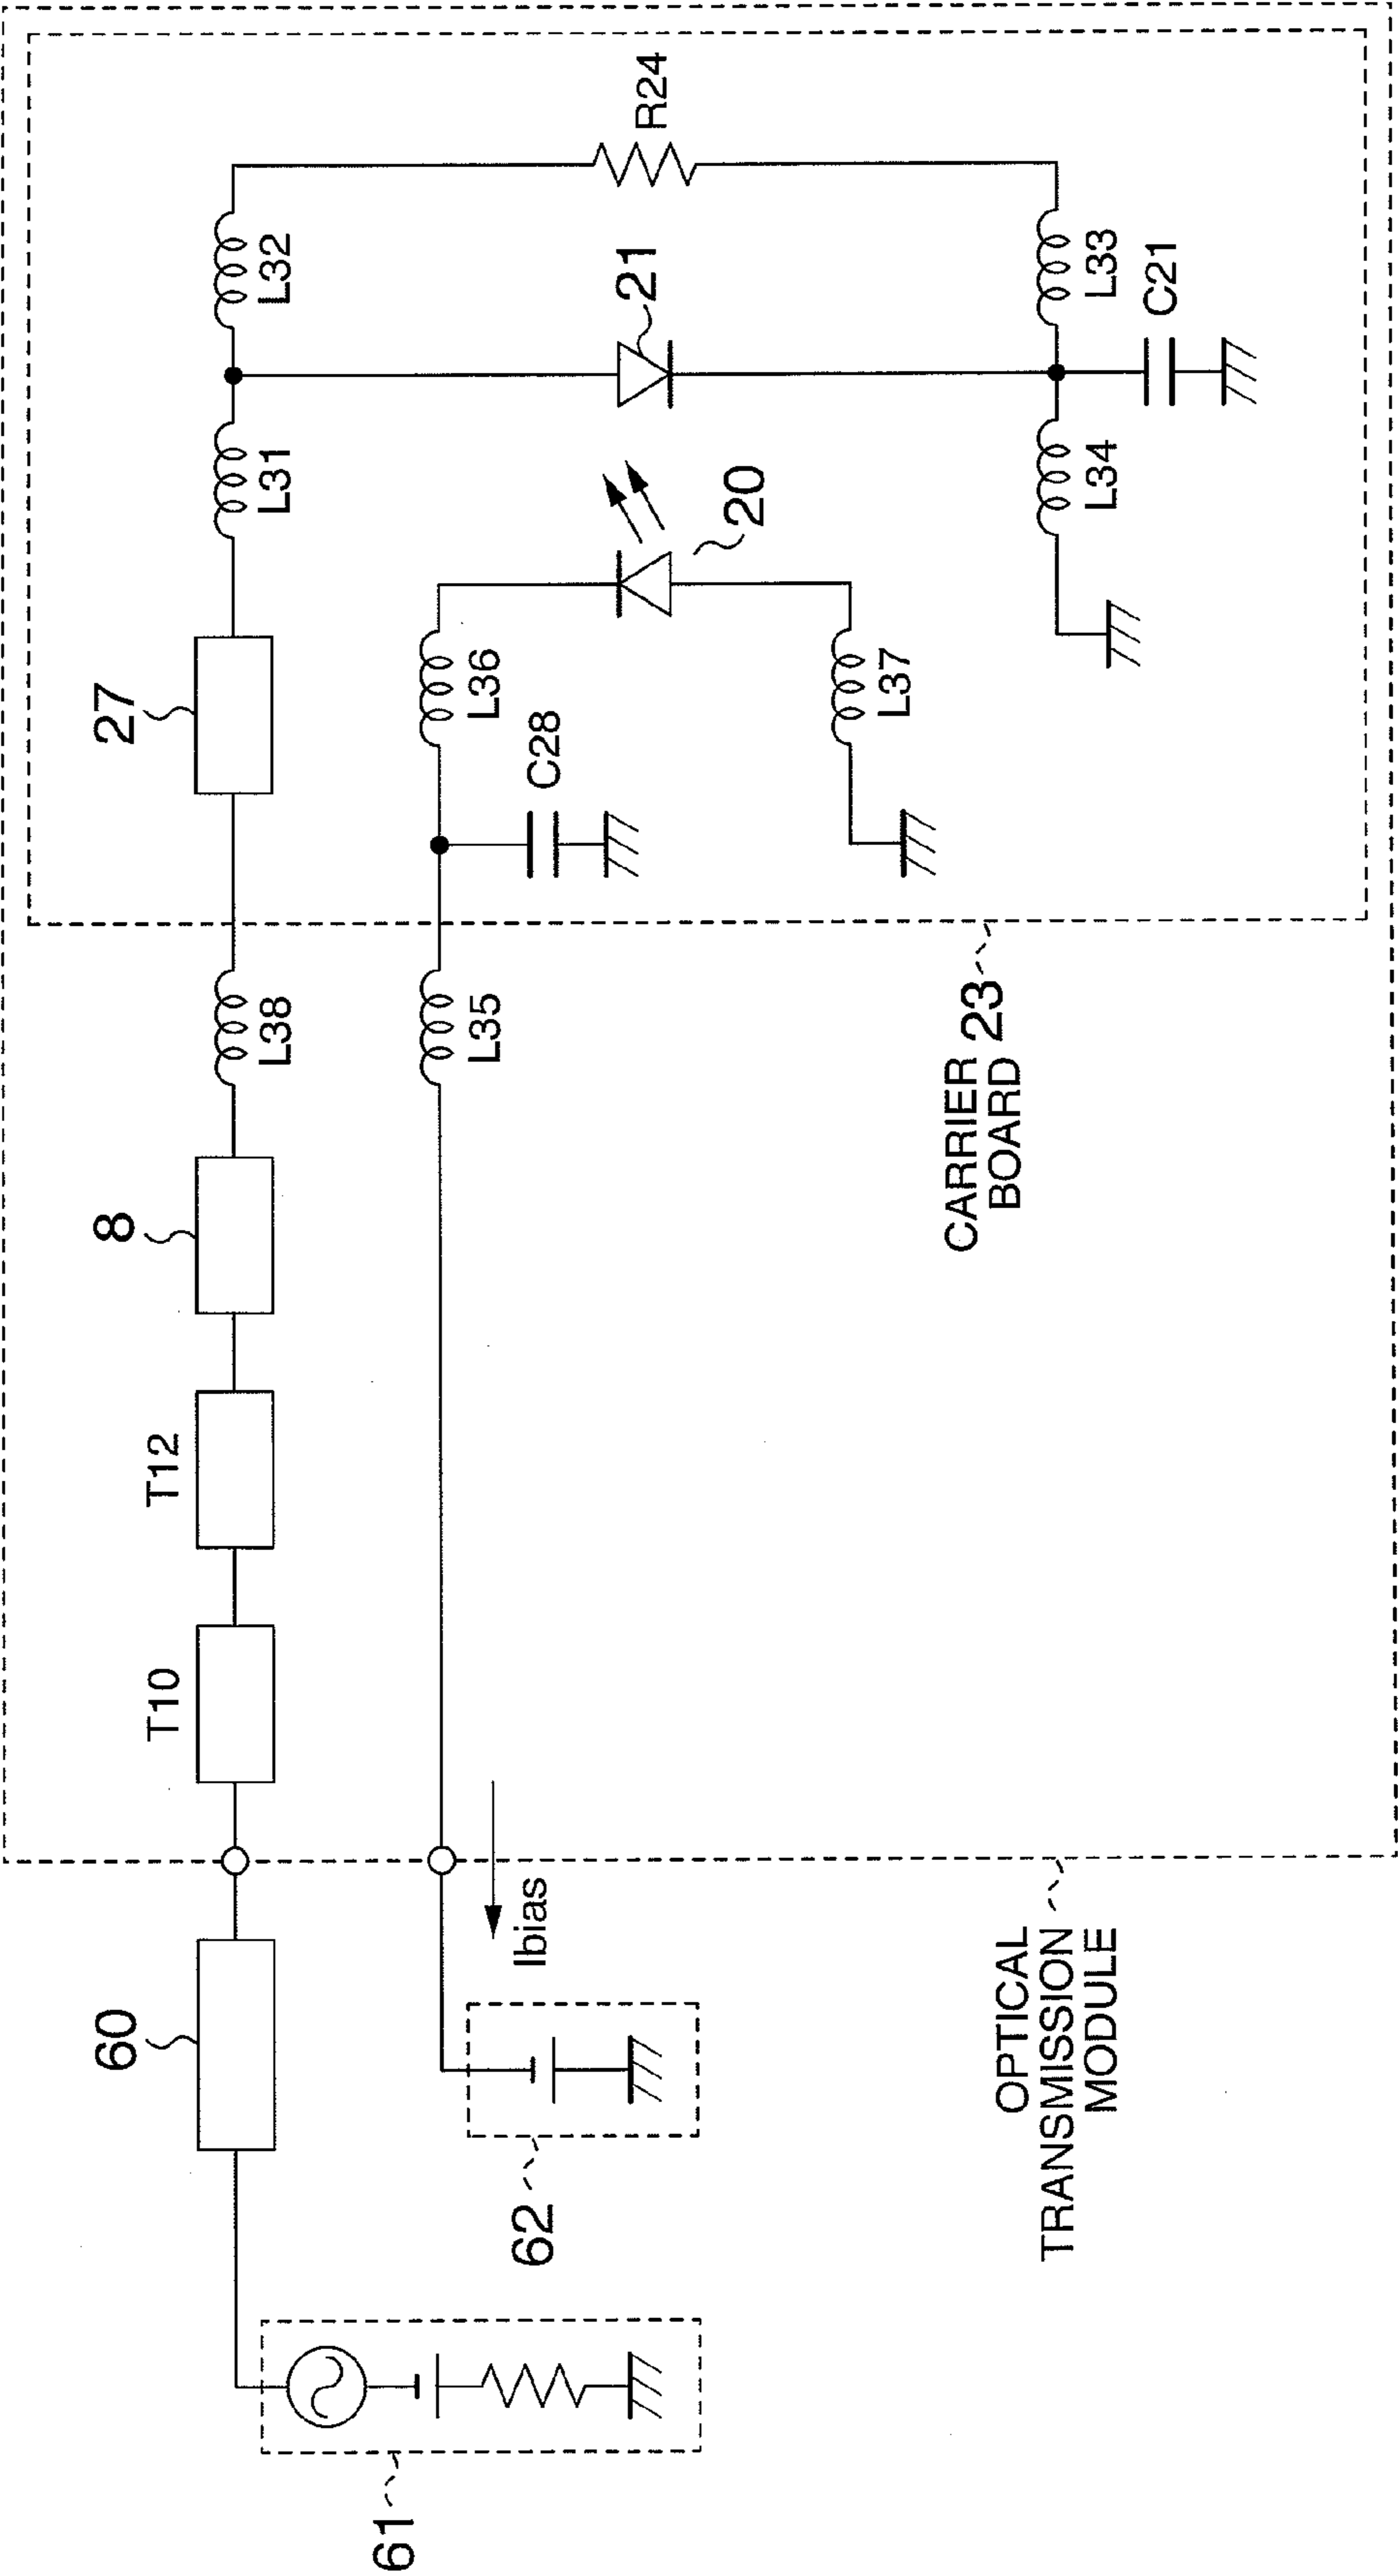 60
T10
T12
8
L38
27
L31
L32
61
62
Ibias
L35
C28
L36
20
21
R24
L37
L34
L33
C21
OPTICAL
TRANSMISSION
MODULE
CARRIER 23
BOARD